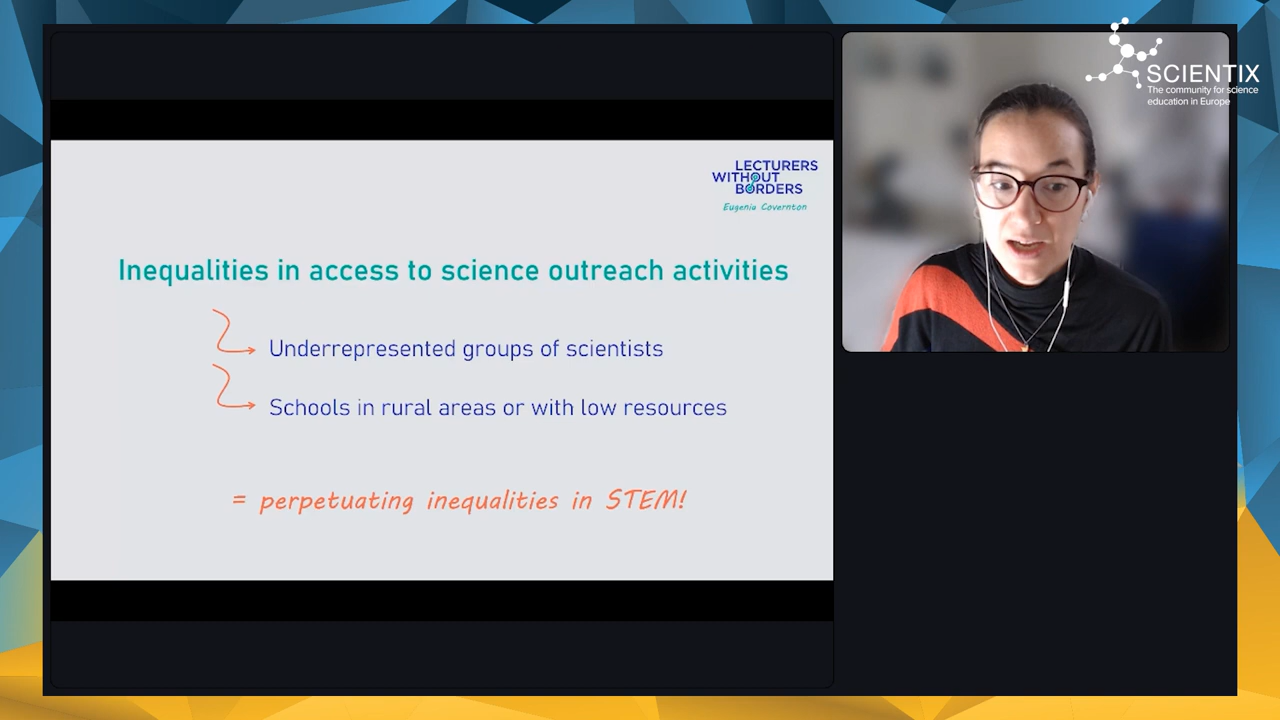 LECTURERS
WITHOUT
BORDERS
Eugenia Covernton
Inequalities in access to science outreach activities
Underrepresented groups of scientists
Schools in rural areas or with low resources
= perpetuating inequalities in STEM!
SCIENTIX
The community for science
education in Europe